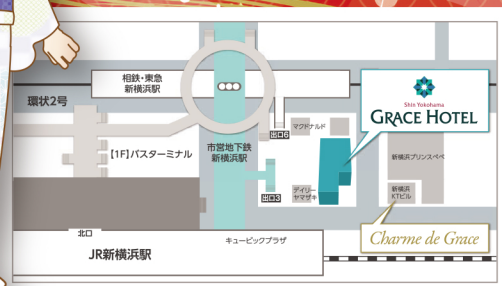 相鉄・東急
新横浜駅
環状2号
Shin Yokohama
GRACE HOTEL
出口6
マクドナルド
【1F】バスターミナル
市営地下鉄
新横浜駅
新横浜プリンスペペ
出口3
デイリー
ヤマザキ
新横浜
KTビル
北口
キュービックプラザ
Charme de Grace
JR新横浜駅